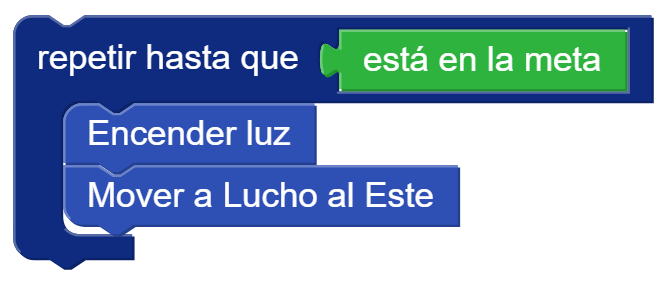 repetir hasta que está en la meta
Encender luz
Mover a Lucho al Este